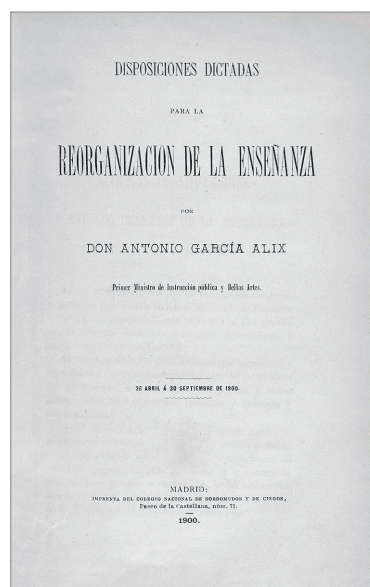 DISPOSICIONES DICTADAS
PARA LA
REORGANIZACION DE LA ENSEÑANZA
POR
DON ANTONIO GARCÍA ALIX
Primer Ministro de Instrucción pública y Bellas Artes.
26 ABRIL Á 30 SEPTIEMBRE DE 1900.
MADRID:
IMPRENTA DEL COLEGIO NACIONAL DE SORDOMUDOS Y DE CIEGOS,
Paseo de la Castellana, núm. 71.
1900.